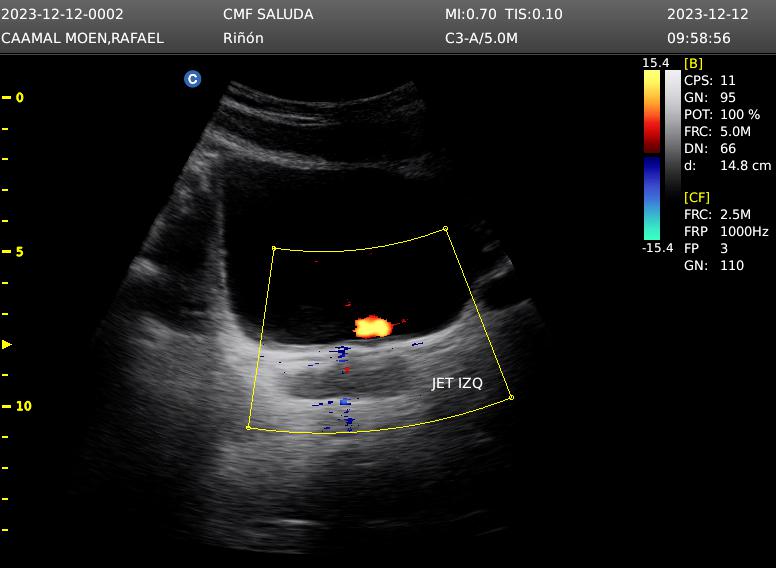 2023-12-12-0002 CMF SALUDA MI:0.70 TIS:0.10 2023-12-12
CAAMAL MOEN,RAFAEL Riñón C3-A/5.0M 09:58:56
C
15.4 [B]
CPS: 11
GN: 95
POT: 100 %
FRC: 5.0M
DN: 66
d: 14.8 cm
[CF]
FRC: 2.5M
FRP 1000Hz
-15.4 FP 3
GN: 110
0
5
10
JET IZQ